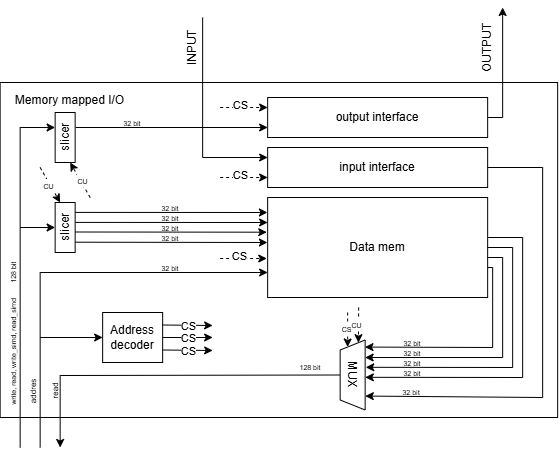 INPUT
OUTPUT
Memory mapped I/O
slicer
32 bit
CS
output interface
CU
CS
input interface
CU
slicer
32 bit
32 bit
32 bit
32 bit
CS
32 bit
Data mem
128 bit
write, read, write_simd, read_simd
addres
read
Address
decoder
CS
CS
CS
CS
CU
MUX
32 bit
32 bit
32 bit
32 bit
32 bit
128 bit